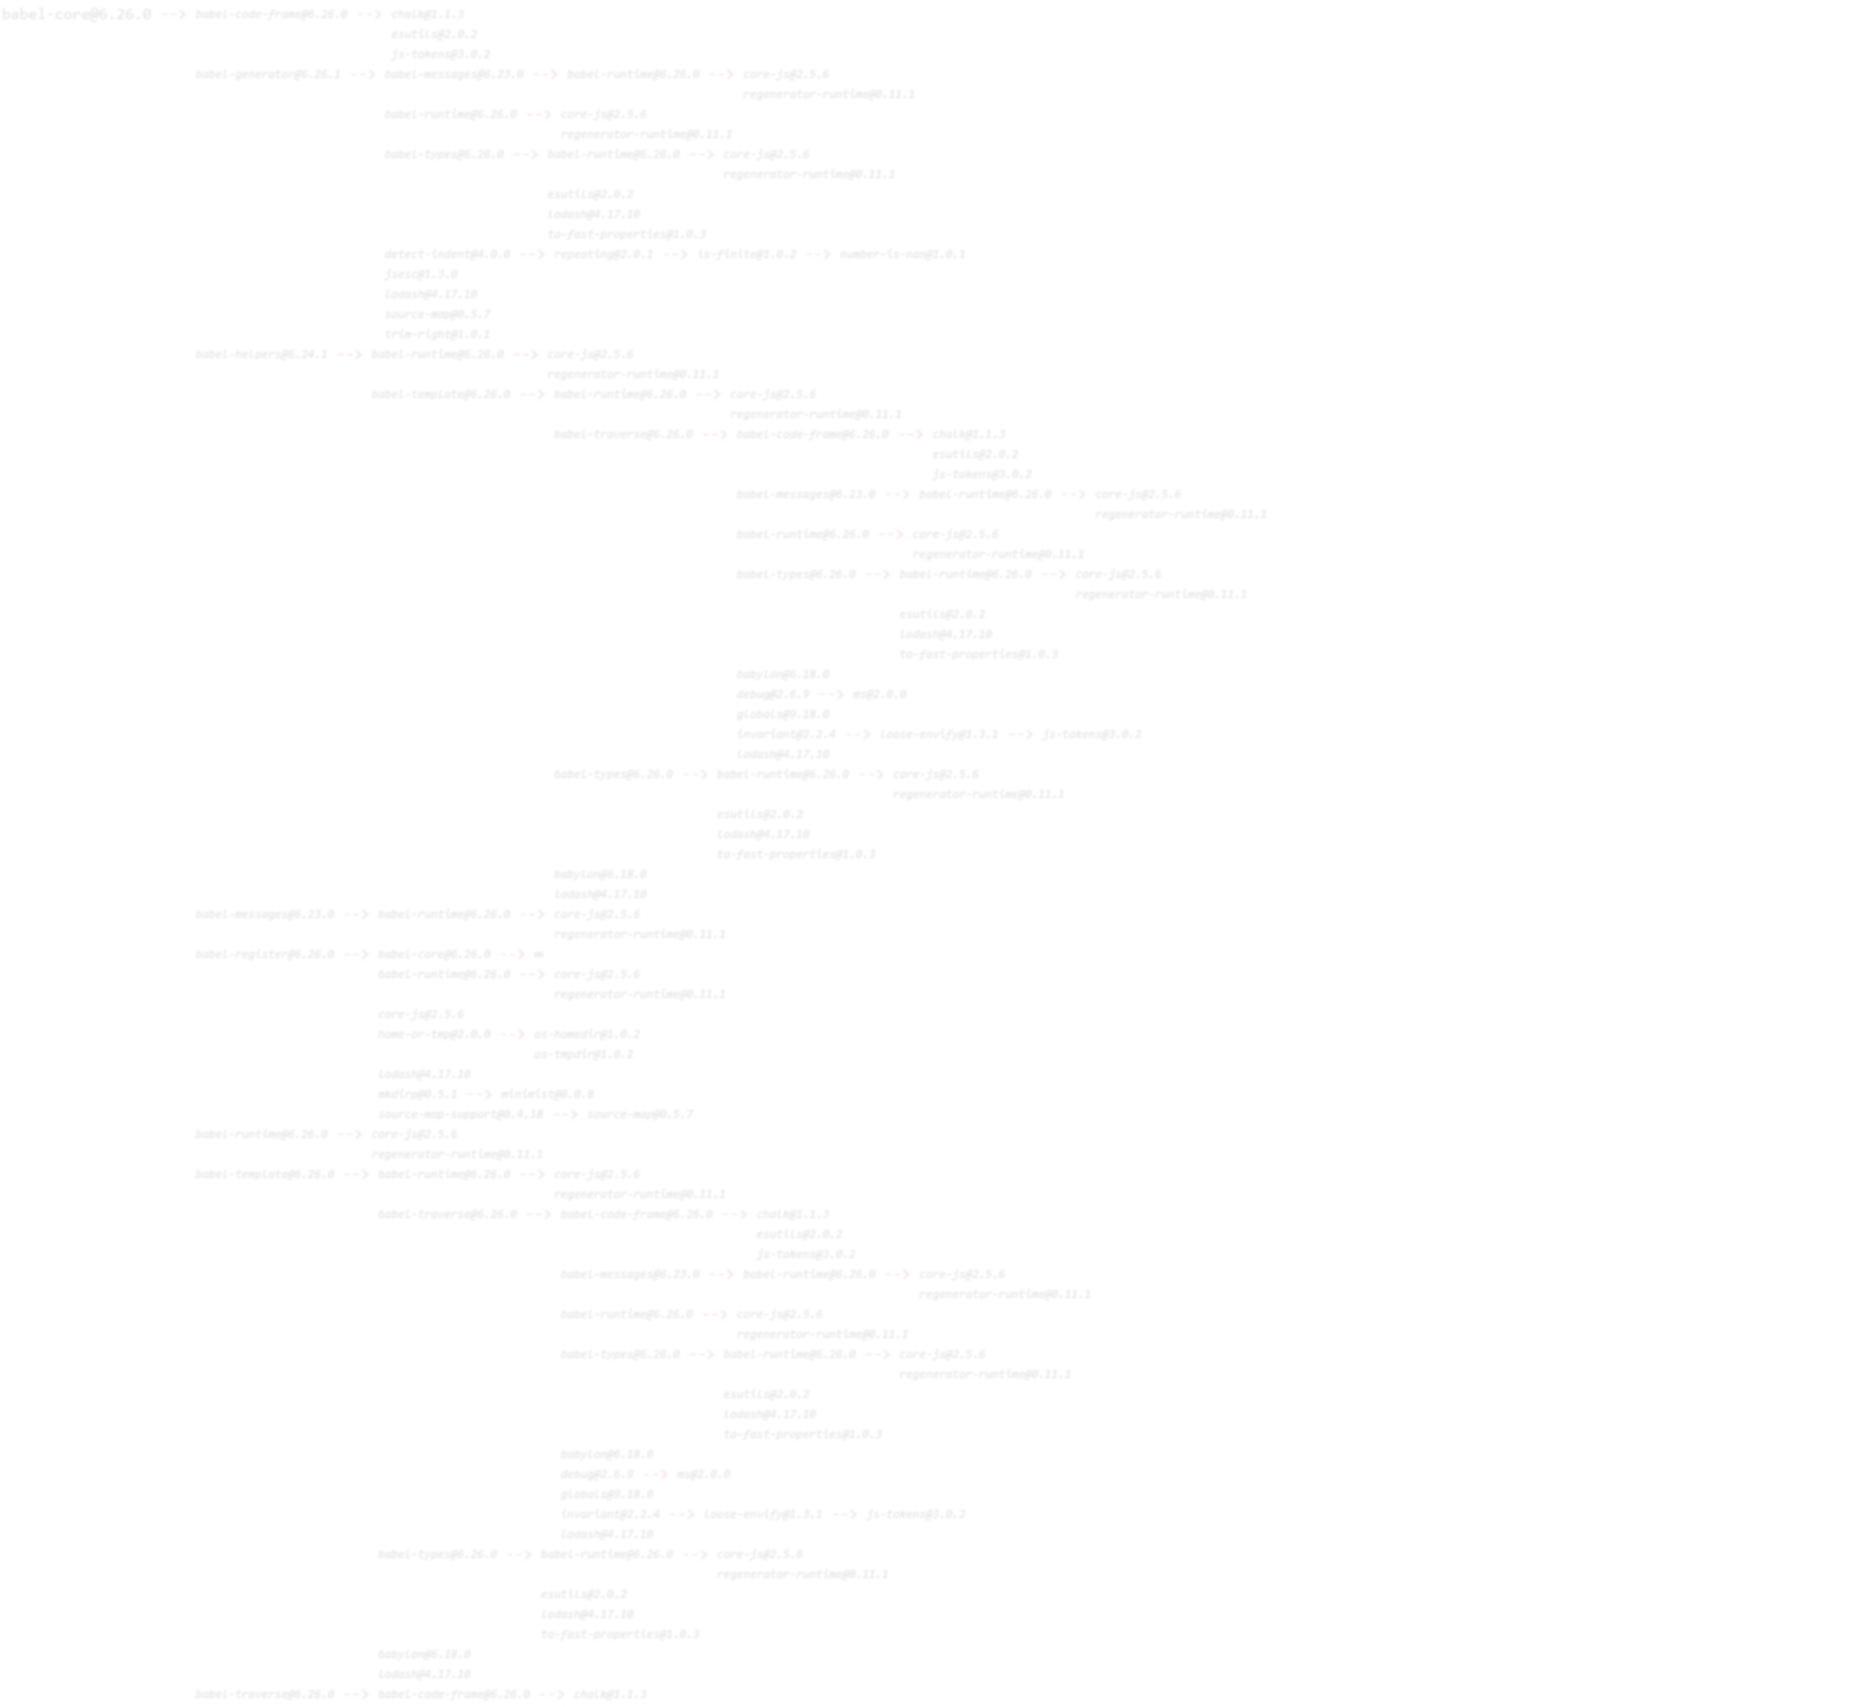 babel-core@6.26.0 --> babel-code-frame@6.26.0 --> chalk@1.1.3
esutils@2.0.2
js-tokens@3.0.2
babel-generator@6.26.1 --> babel-messages@6.23.0 --> babel-runtime@6.26.0 --> core-js@2.5.6
regenerator-runtime@0.11.1
babel-runtime@6.26.0 --> core-js@2.5.6
regenerator-runtime@0.11.1
babel-types@6.26.0 --> babel-runtime@6.26.0 --> core-js@2.5.6
regenerator-runtime@0.11.1
esutils@2.0.2
lodash@4.17.10
to-fast-properties@1.0.3
detect-indent@4.0.0 --> repeating@2.0.1 --> is-finite@1.0.2 --> number-is-nan@1.0.1
jsesc@1.3.0
lodash@4.17.10
source-map@0.5.7
trim-right@1.0.1
babel-helpers@6.24.1 --> babel-runtime@6.26.0 --> core-js@2.5.6
regenerator-runtime@0.11.1
babel-template@6.26.0 --> babel-runtime@6.26.0 --> core-js@2.5.6
regenerator-runtime@0.11.1
babel-traverse@6.26.0 --> babel-code-frame@6.26.0 --> chalk@1.1.3
esutils@2.0.2
js-tokens@3.0.2
babel-messages@6.23.0 --> babel-runtime@6.26.0 --> core-js@2.5.6
regenerator-runtime@0.11.1
babel-runtime@6.26.0 --> core-js@2.5.6
regenerator-runtime@0.11.1
babel-types@6.26.0 --> babel-runtime@6.26.0 --> core-js@2.5.6
regenerator-runtime@0.11.1
esutils@2.0.2
lodash@4.17.10
to-fast-properties@1.0.3
babylon@6.18.0
debug@2.6.9 --> ms@2.0.0
globals@9.18.0
invariant@2.2.4 --> loose-envify@1.3.1 --> js-tokens@3.0.2
lodash@4.17.10
babel-types@6.26.0 --> babel-runtime@6.26.0 --> core-js@2.5.6
regenerator-runtime@0.11.1
esutils@2.0.2
lodash@4.17.10
to-fast-properties@1.0.3
babylon@6.18.0
lodash@4.17.10
babel-messages@6.23.0 --> babel-runtime@6.26.0 --> core-js@2.5.6
regenerator-runtime@0.11.1
babel-register@6.26.0 --> babel-core@6.26.0 --> ∞
babel-runtime@6.26.0 --> core-js@2.5.6
regenerator-runtime@0.11.1
core-js@2.5.6
home-or-tmp@2.0.0 --> os-homedir@1.0.2
os-tmpdir@1.0.2
lodash@4.17.10
mkdirp@0.5.1 --> minimist@0.0.8
source-map-support@0.4.18 --> source-map@0.5.7
babel-runtime@6.26.0 --> core-js@2.5.6
regenerator-runtime@0.11.1
babel-template@6.26.0 --> babel-runtime@6.26.0 --> core-js@2.5.6
regenerator-runtime@0.11.1
babel-traverse@6.26.0 --> babel-code-frame@6.26.0 --> chalk@1.1.3
esutils@2.0.2
js-tokens@3.0.2
babel-messages@6.23.0 --> babel-runtime@6.26.0 --> core-js@2.5.6
regenerator-runtime@0.11.1
babel-runtime@6.26.0 --> core-js@2.5.6
regenerator-runtime@0.11.1
babel-types@6.26.0 --> babel-runtime@6.26.0 --> core-js@2.5.6
regenerator-runtime@0.11.1
esutils@2.0.2
lodash@4.17.10
to-fast-properties@1.0.3
babylon@6.18.0
debug@2.6.9 --> ms@2.0.0
globals@9.18.0
invariant@2.2.4 --> loose-envify@1.3.1 --> js-tokens@3.0.2
lodash@4.17.10
babel-types@6.26.0 --> babel-runtime@6.26.0 --> core-js@2.5.6
regenerator-runtime@0.11.1
esutils@2.0.2
lodash@4.17.10
to-fast-properties@1.0.3
babylon@6.18.0
lodash@4.17.10
babel-traverse@6.26.0 --> babel-code-frame@6.26.0 --> chalk@1.1.3